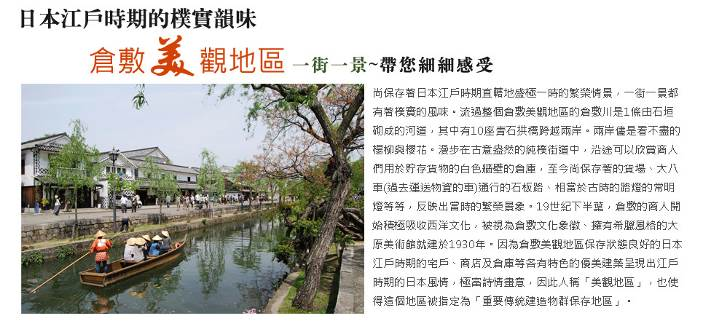 日本江戶時期的樸實韻味
倉敷美觀地區 一街一景~帶您細細感受
尚保存著日本江戶時期直轄地盛極一時的繁榮情景，一街一景都
有著樸實的風味。流過整個倉敷美觀地區的倉敷川是1條由石垣
砌成的河道，其中有10座青石拱橋跨越兩岸。兩岸儘是看不盡的
楊柳與櫻花。漫步在古意盎然的純樸街道中，沿途可以欣賞商人
們用於貯存貨物的白色牆壁的倉庫，至今尚保存著的貨場、大八
車(過去運送物資的車)通行的石板路、相當於古時的路燈的常明
燈等等，反映出當時的繁榮景象。19世紀下半葉，倉敷的商人開
始積極吸收西洋文化，被視為倉敷文化象徵、擁有希臘風格的大
原美術館就建於1930年。因為倉敷美觀地區保存狀態良好的日本
江戶時期的宅戶、商店及倉庫等各有特色的優美建築呈現出江戶
時期的日本風情，極富詩情畫意，因此人稱「美觀地區」，也使
得這個地區被指定為「重要傳統建造物群保存地區」。